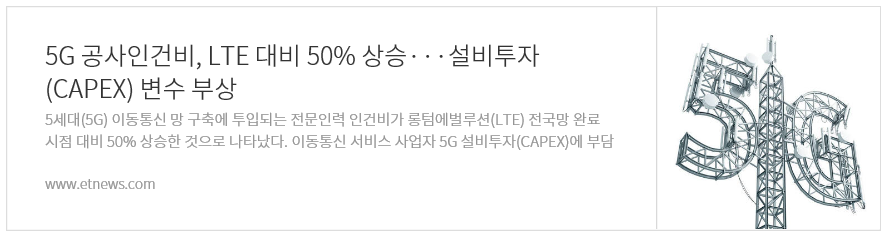 5G 공사인건비, LTE 대비 50% 상승···설비투자
(CAPEX) 변수 부상
5세대(5G) 이동통신 망 구축에 투입되는 전문인력 인건비가 롱텀에벌루션(LTE) 전국망 완료
시점 대비 50% 상승한 것으로 나타났다. 이동통신 서비스 사업자 5G 설비투자(CAPEX)에 부담
www.etnews.com
5G